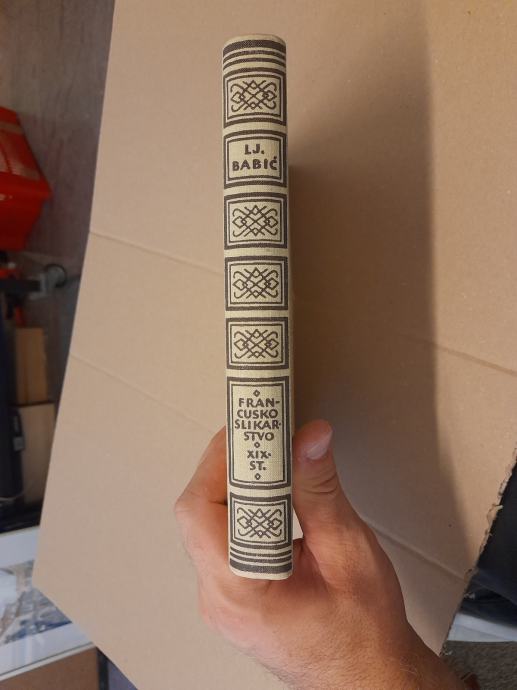 LJ.
BABIĆ
FRAN-
CUSKO
SLIKAR-
STVO
XIX.
ST.